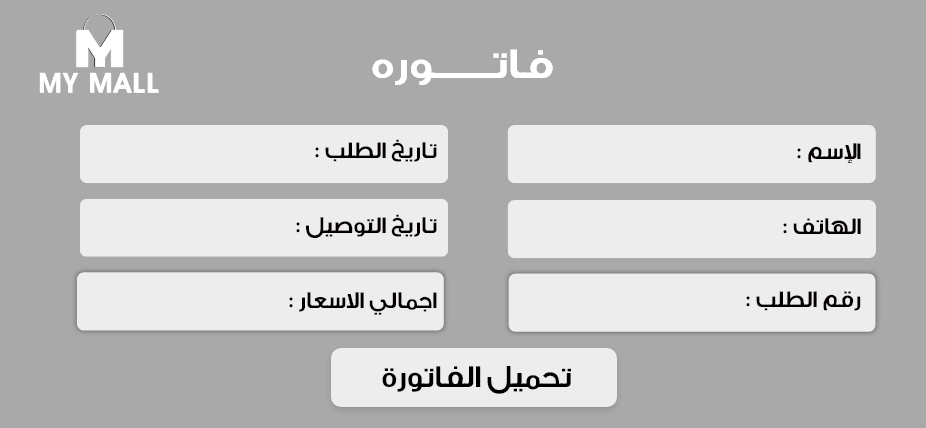 M
MY MALL
فاتـــــوره
الإسم :
تاريخ الطلب :
الهاتف :
تاريخ التوصيل :
رقم الطلب :
اجمالي الاسعار :
تحميل الفاتورة